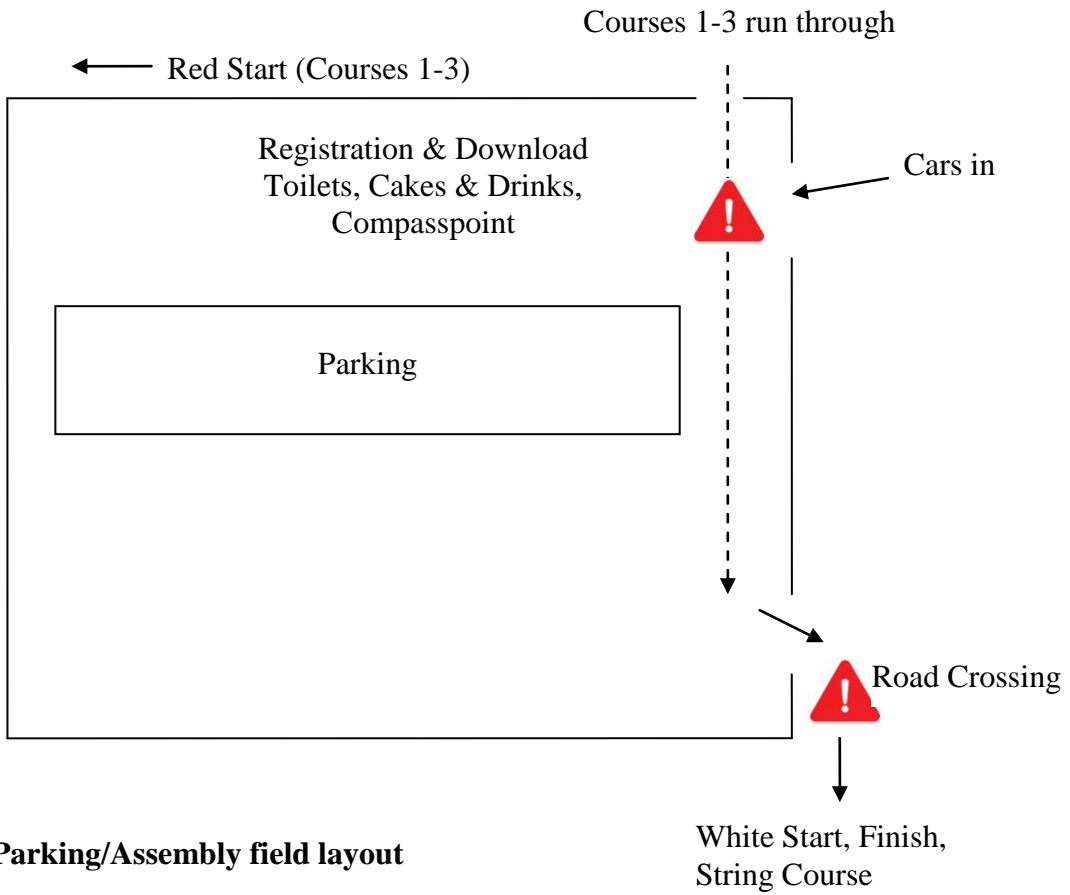 Courses 1-3 run through
Red Start (Courses 1-3)
Registration & Download
Toilets, Cakes & Drinks,
Compasspoint
Cars in
!
Parking
!
Road Crossing
White Start, Finish,
String Course
Parking/Assembly field layout